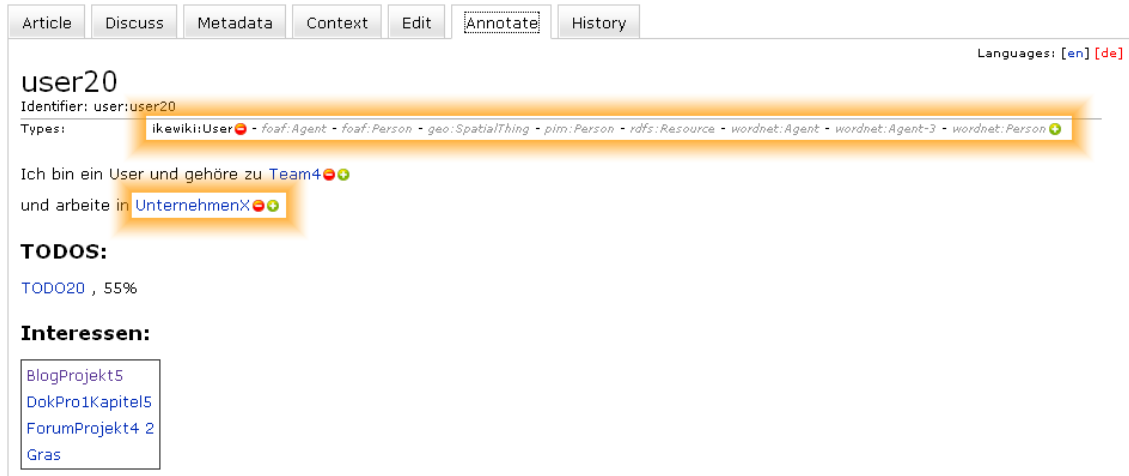 Article Discuss Metadata Context Edit Annotate History
Languages: [en] [de]
user20
Identifier: user:user20
Types: ikewiki:User - foaf:Agent - foaf:Person - geo:SpatialThing - pim:Person - rdfs:Resource - wordnet:Agent - wordnet:Agent-3 - wordnet:Person
Ich bin ein User und gehöre zu Team4
und arbeite in UnternehmenX
TODOS:
TODO20 , 55%
Interessen:
BlogProjekt5
DokPro1Kapitel5
ForumProjekt4 2
Gras